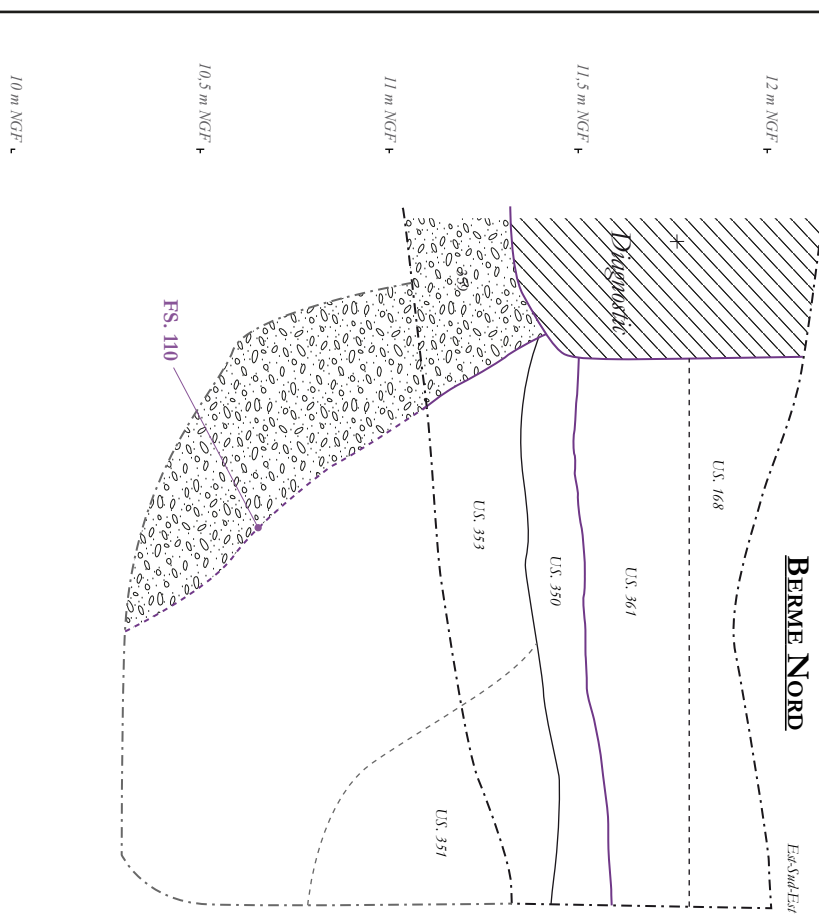 BERME NORD
Est-Sud-Est
12 m NGF
11,5 m NGF
11 m NGF
10,5 m NGF
10 m NGF
Diagnostic
US. 168
US. 361
US. 350
US. 353
US. 351
FS. 110